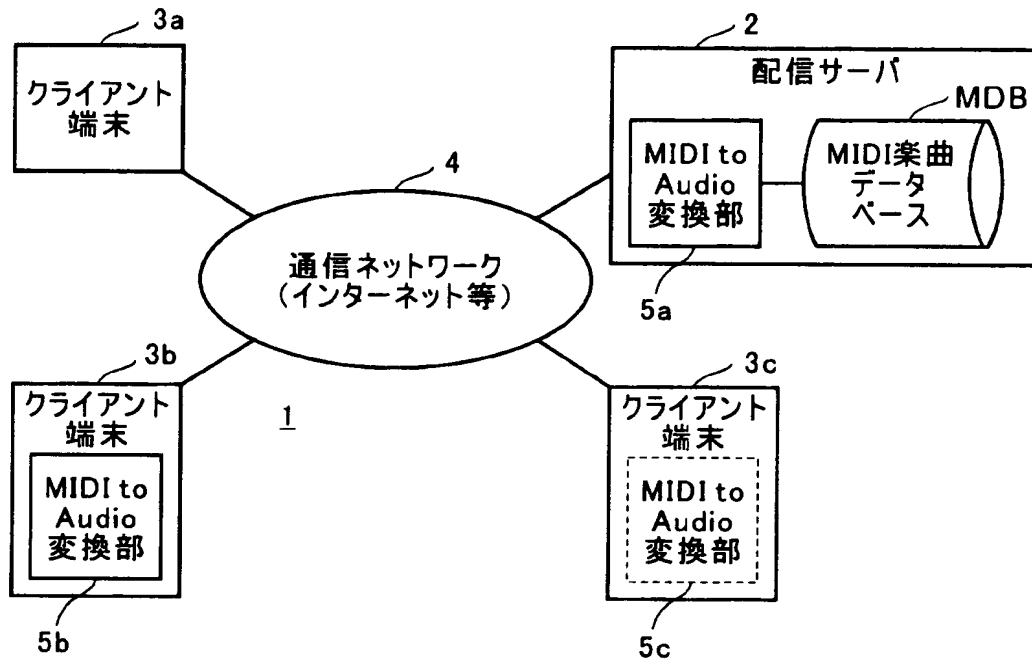 3a
クライアント
端末
2
配信サーバ
MDB
MIDI to
Audio
変換部
MIDI楽曲
データ
ベース
5a
4
通信ネットワーク
(インターネット等)
3b
クライアント
端末
MIDI to
Audio
変換部
5b
1
3c
クライアント
端末
MIDI to
Audio
変換部
5c